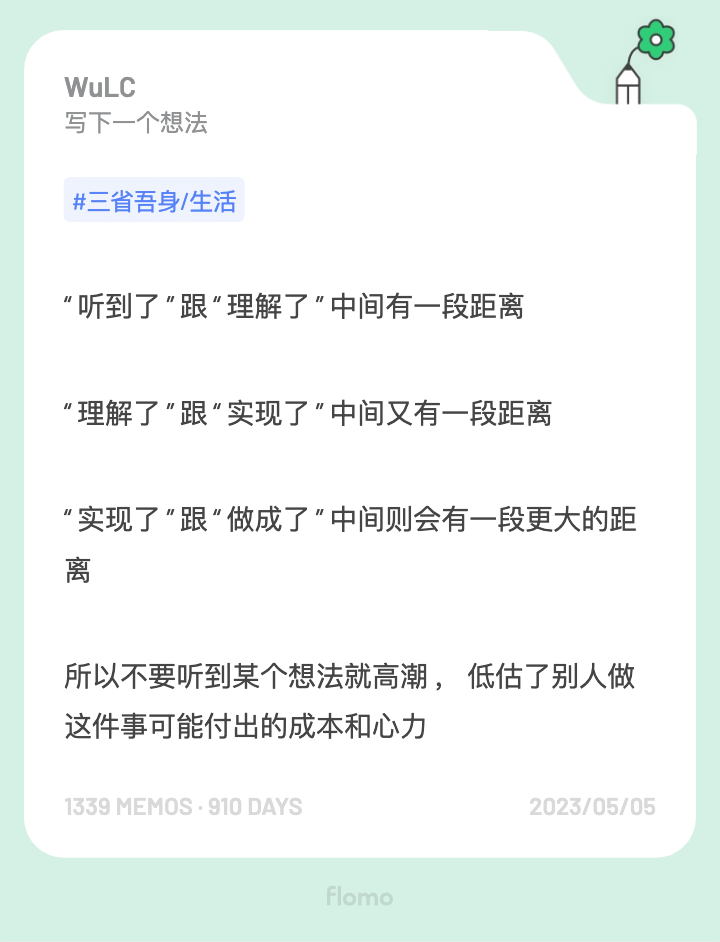 WuLC
写下一个想法
#三省吾身/生活
“听到了”跟“理解了”中间有一段距离
“理解了”跟“实现了”中间又有一段距离
“实现了”跟“做成了”中间则会有一段更大的距
离
所以不要听到某个想法就高潮， 低估了别人做
这件事可能付出的成本和心力
1339 MEMOS · 910 DAYS
2023/05/05
flomo